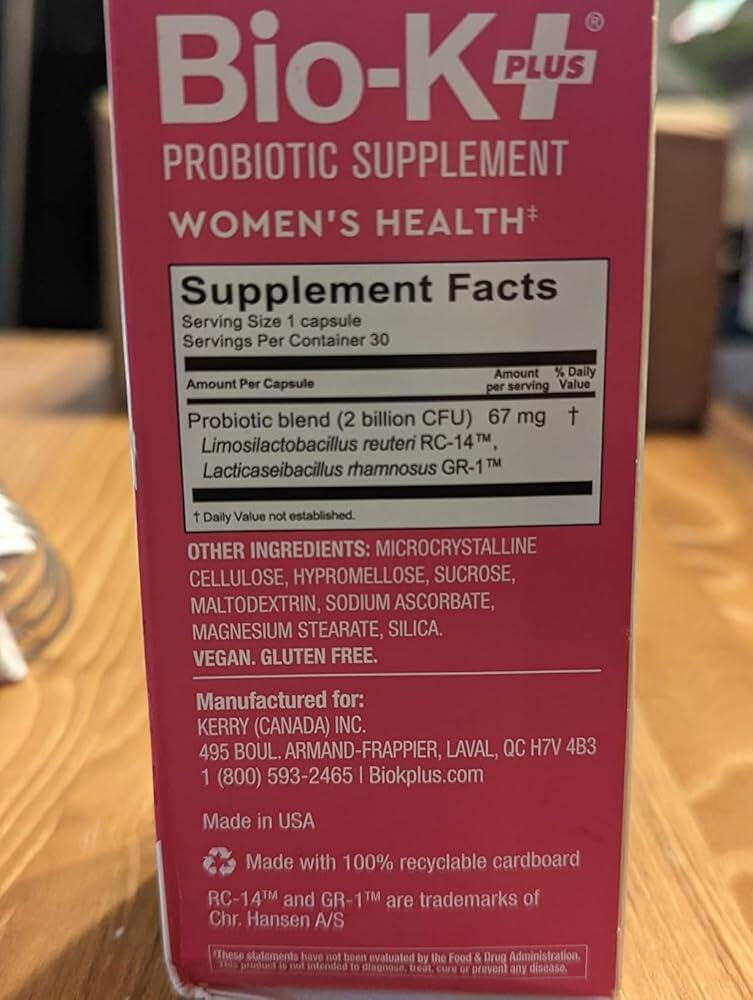 Bio-K+ PLUS®
PROBIOTIC SUPPLEMENT
WOMEN'S HEALTH‡
Supplement Facts
Serving Size 1 capsule
Servings Per Container 30
Amount Per Capsule Amount per serving % Daily Value
Probiotic blend (2 billion CFU) 67 mg †
Limosilactobacillus reuteri RC-14™,
Lacticaseibacillus rhamnosus GR-1™
† Daily Value not established.
OTHER INGREDIENTS: MICROCRYSTALLINE
CELLULOSE, HYPROMELLOSE, SUCROSE,
MALTODEXTRIN, SODIUM ASCORBATE,
MAGNESIUM STEARATE, SILICA.
VEGAN. GLUTEN FREE.
Manufactured for:
KERRY (CANADA) INC.
495 BOUL. ARMAND-FRAPPIER, LAVAL, QC H7V 4B3
1 (800) 593-2465 | Biokplus.com
Made in USA
Made with 100% recyclable cardboard
RC-14™ and GR-1™ are trademarks of
Chr. Hansen A/S
‡These statements have not been evaluated by the Food & Drug Administration.
This product is not intended to diagnose, treat, cure or prevent any disease.